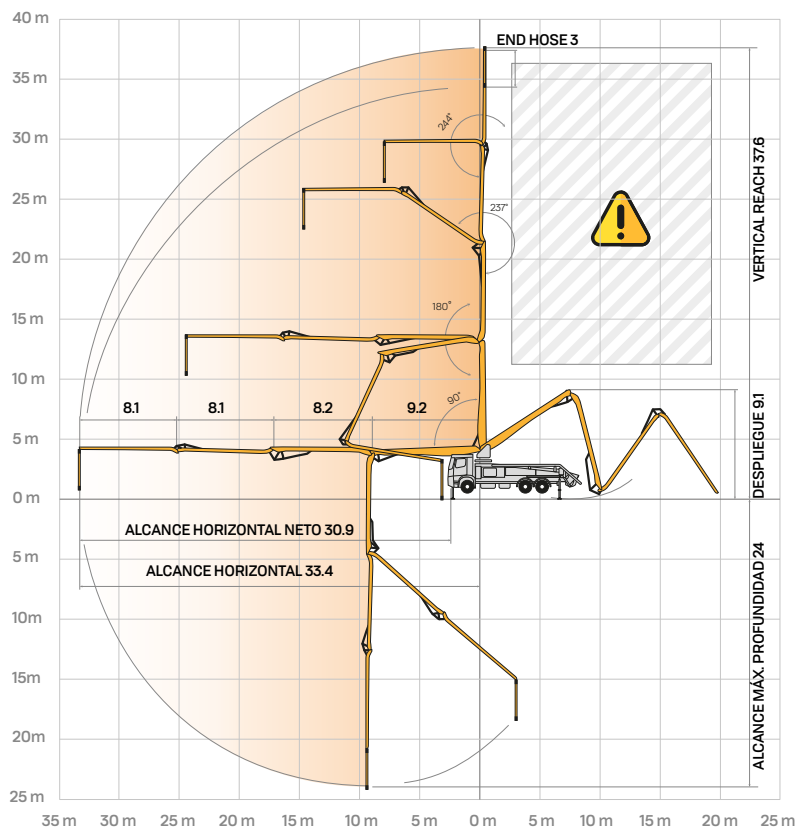 40 m
END HOSE 3
35 m
244°
30 m
VERTICAL REACH 37.6
25 m
237°
20 m
15 m
180°
10 m
8.1
8.1
8.2
9.2
90°
DESPLIEGUE 9.1
5 m
0 m
ALCANCE HORIZONTAL NETO 30.9
5 m
ALCANCE HORIZONTAL 33.4
ALCANCE MÁX. PROFUNDIDAD 24
10 m
15 m
20 m
25 m
35 m 30 m 25 m 20 m 15 m 10 m 5 m 0 m 5 m 10 m 15 m 20 m 25 m